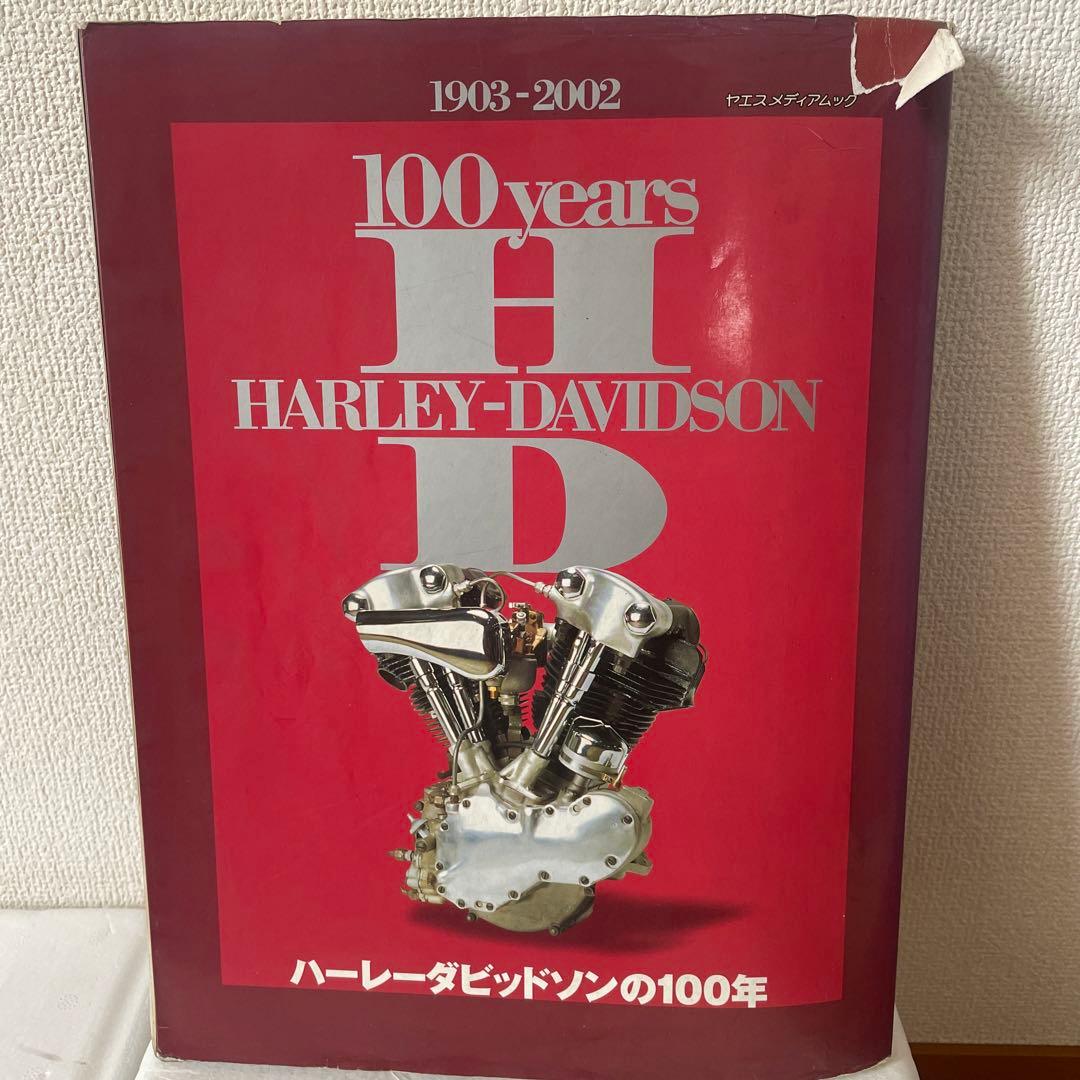 1903-2002
ヤエスメディアムック
100 years
H
HARLEY-DAVIDSON
D
ハーレーダビッドソンの100年